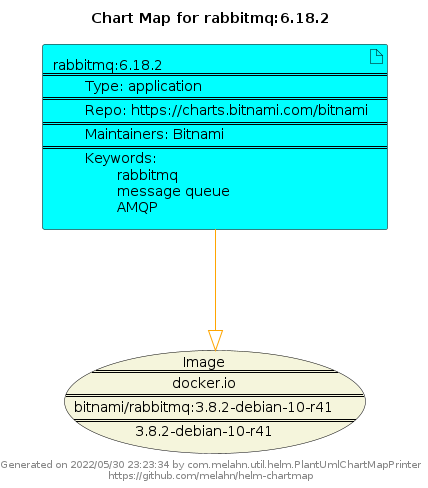 Chart Map for rabbitmq:6.18.2
rabbitmq:6.18.2
Type: application
Repo: https://charts.bitnami.com/bitnami
Maintainers: Bitnami
Keywords:
rabbitmq
message queue
AMQP
Image
docker.io
bitnami/rabbitmq:3.8.2-debian-10-r41
3.8.2-debian-10-r41
Generated on 2022/05/30 23:23:34 by com.melahn.util.helm.PlantUmlChartMapPrinter
https://github.com/melahn/helm-chartmap